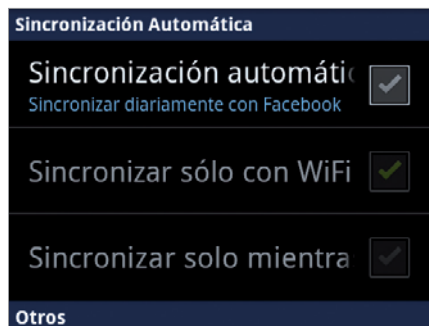 Sincronización Automática
Sincronización automátic
Sincronizar diariamente con Facebook
Sincronizar sólo con WiFi
Sincronizar solo mientra
Otros